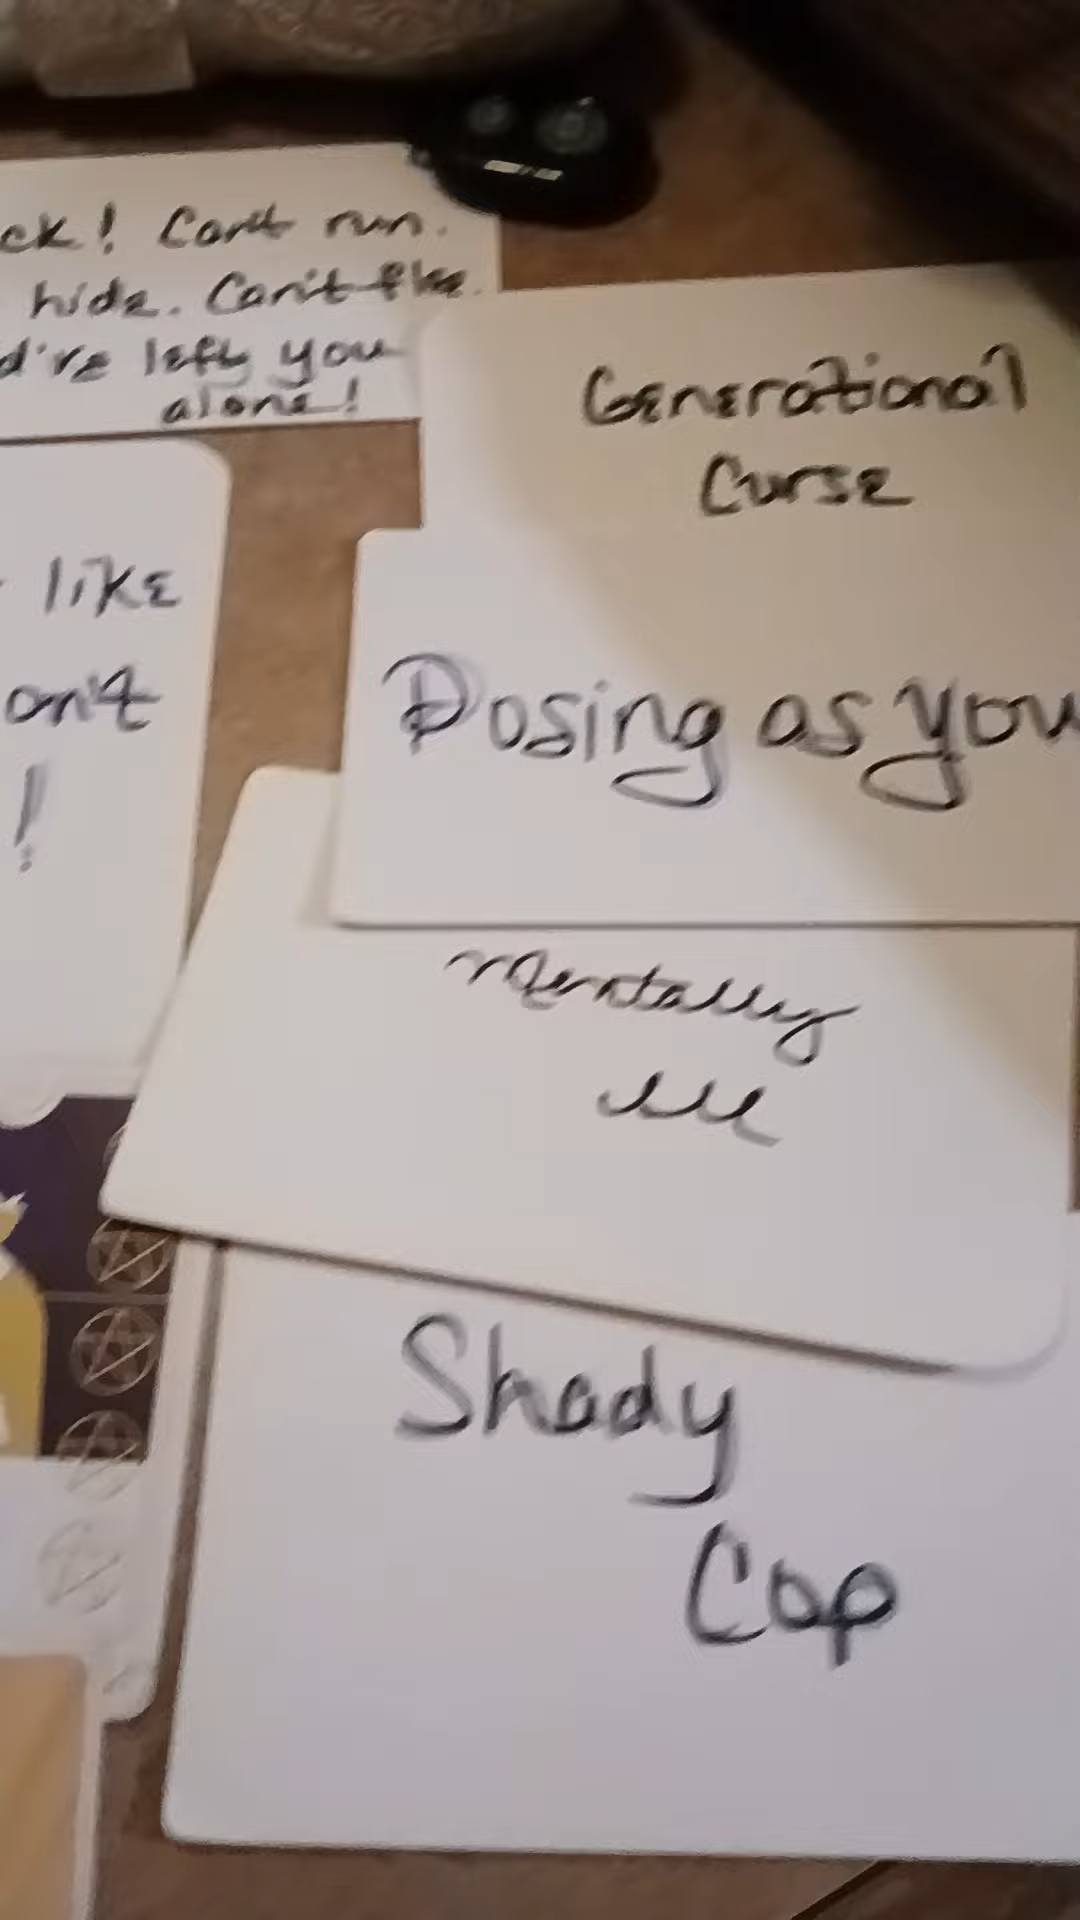 ck! Can't run.
hide. Can't flee.
d've left you
alone!
Generational
Curse
like
on't
!
Posing as you
Mentally
ill
Shady
Cop